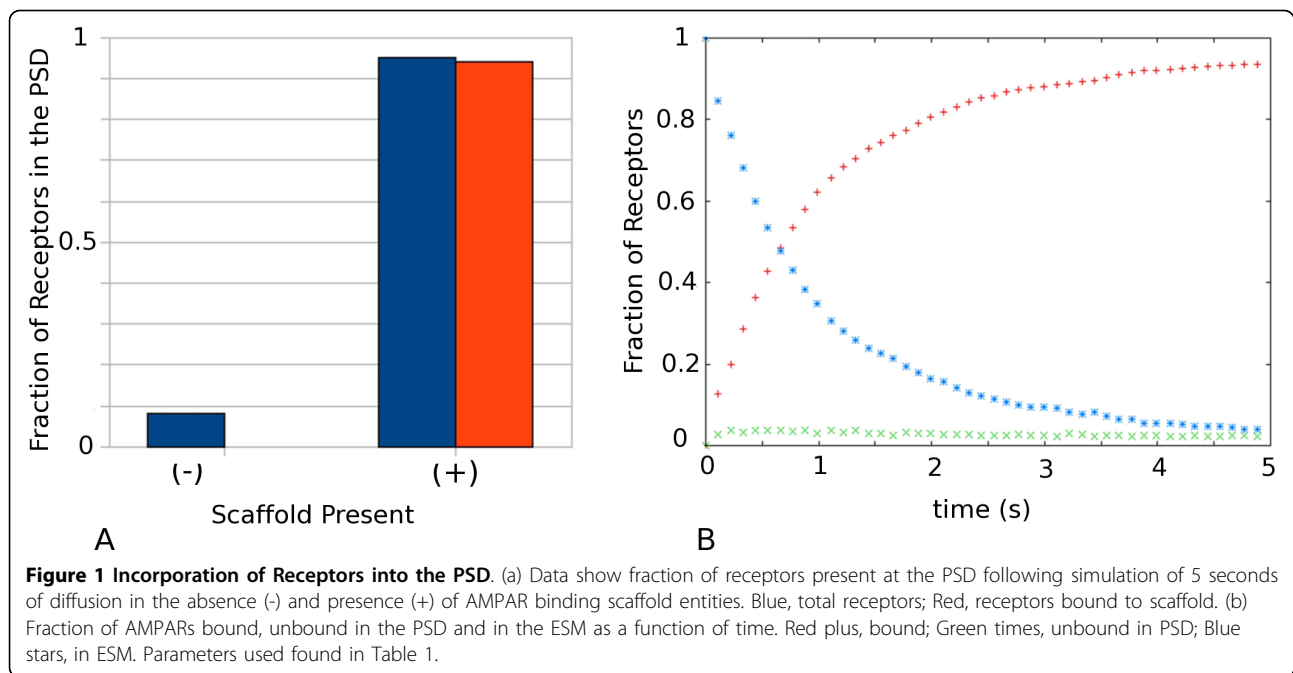 Fraction of Receptors in the PSD
1
0.5
0
(-)
(+)
Scaffold Present
A
Fraction of Receptors
1
0.8
0.6
0.4
0.2
0
0
1
2
3
4
5
time (s)
B
Figure 1 Incorporation of Receptors into the PSD. (a) Data show fraction of receptors present at the PSD following simulation of 5 seconds
of diffusion in the absence (-) and presence (+) of AMPAR binding scaffold entities. Blue, total receptors; Red, receptors bound to scaffold. (b)
Fraction of AMPARs bound, unbound in the PSD and in the ESM as a function of time. Red plus, bound; Green times, unbound in PSD; Blue
stars, in ESM. Parameters used found in Table 1.